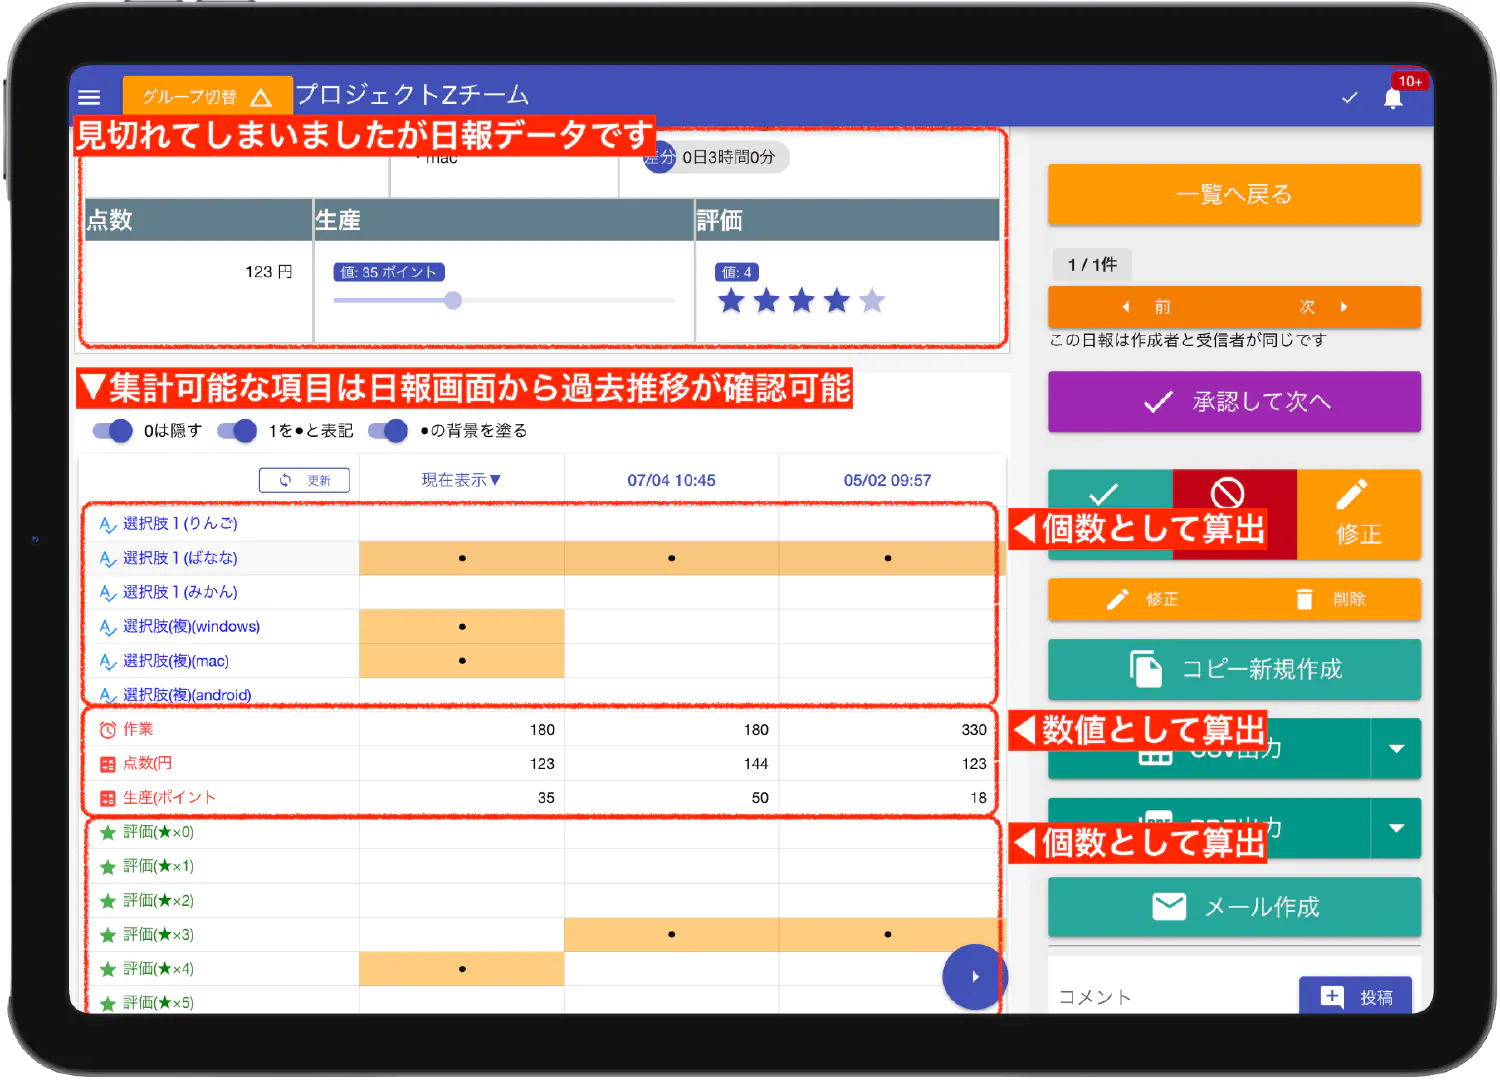 グループ切替
プロジェクトZチーム
10+
見切れてしまいましたが日報データです
・mac
差分 0日3時間0分
点数 生産 評価
123 円
値: 35 ポイント
値: 4
▼集計可能な項目は日報画面から過去推移が確認可能
0は隠す 1を●と表記 ●の背景を塗る
更新 現在表示▼ 07/04 10:45 05/02 09:57
選択肢１(りんご)
選択肢１(ばなな) ● ● ●
選択肢１(みかん)
選択肢(複)(windows) ●
選択肢(複)(mac) ●
選択肢(複)(android)
作業 180 180 330
点数(円 123 144 123
生産(ポイント 35 50 18
評価(★×0)
評価(★×1)
評価(★×2)
評価(★×3) ● ●
評価(★×4) ●
評価(★×5)
一覧へ戻る
1 / 1件
前 次
この日報は作成者と受信者が同じです
承認して次へ
◀個数として算出
修正
修正 削除
コピー新規作成
◀数値として算出
CSV出力
◀個数として算出
PDF出力
メール作成
コメント 投稿